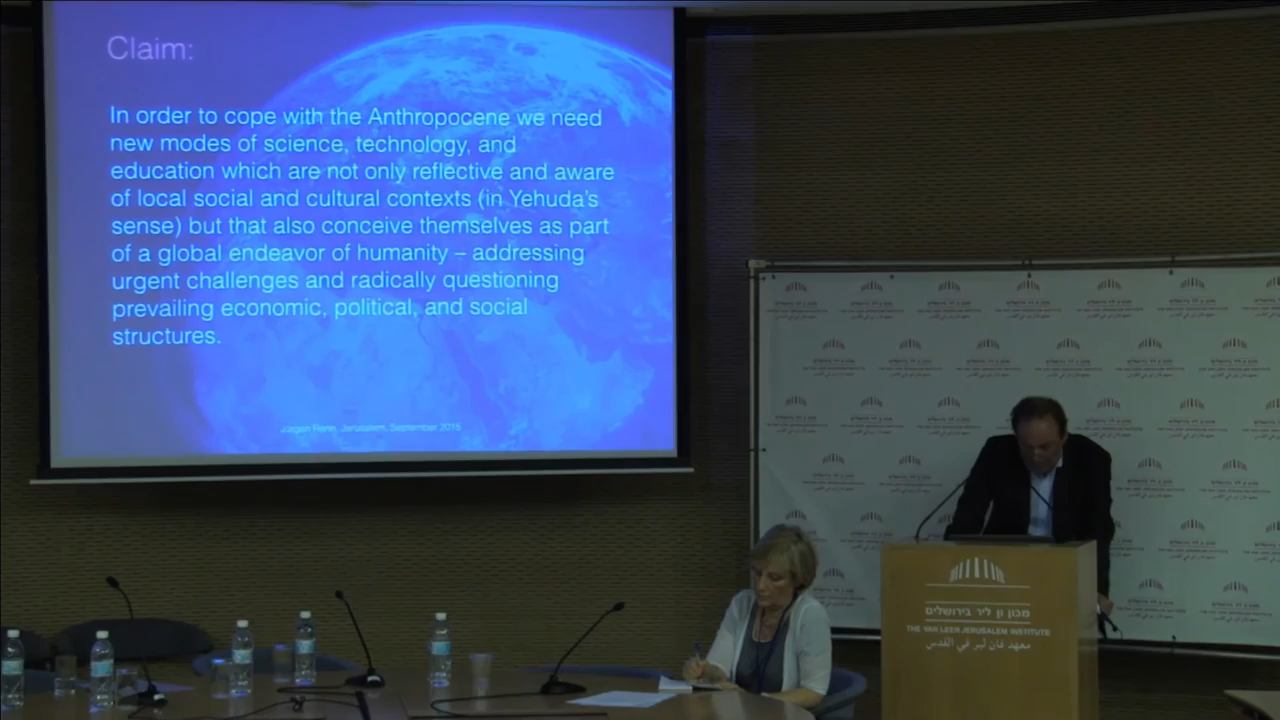 Claim:
In order to cope with the Anthropocene we need
new modes of science, technology, and
education which are not only reflective and aware
of local social and cultural contexts (in Yehuda's
sense) but that also conceive themselves as part
of a global endeavor of humanity – addressing
urgent challenges and radically questioning
prevailing economic, political, and social
structures.
Jürgen Renn, Jerusalem, September 2015
מכון ון ליר בירושלים
THE VAN LEER JERUSALEM INSTITUTE
معهد فان لير في القدس